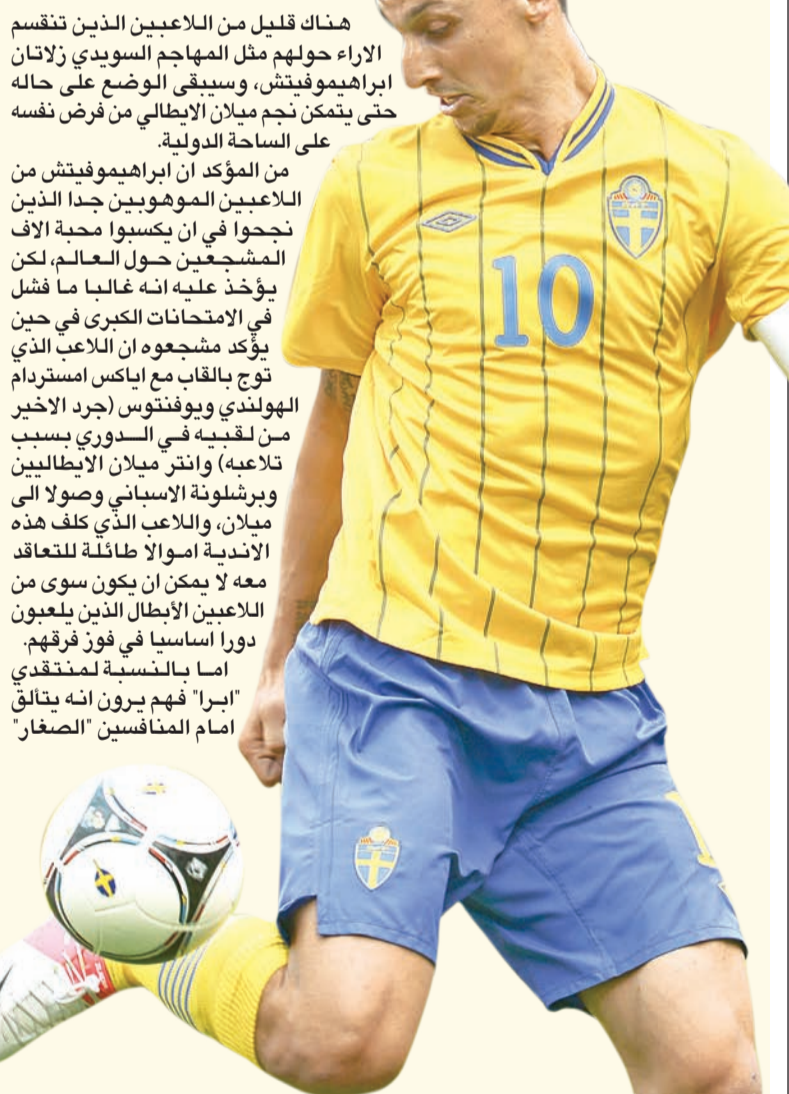 هناك قليل من اللاعبين الذين تنقسم
الاراء حولهم مثل المهاجم السويدي زلاتان
ابراهيموفيتش، وسيبقى الوضع على حاله
حتى يتمكن نجم ميلان الايطالي من فرض نفسه
على الساحة الدولية.
من المؤكد ان ابراهيموفيتش من
اللاعبين الموهوبين جدا الذين
نجحوا في ان يكسبوا محبة الاف
المشجعين حول العالم، لكن
يؤخذ عليه انه غالبا ما فشل
في الامتحانات الكبرى في حين
يؤكد مشجعوه ان اللاعب الذي
توج بالقاب مع اياكس امستردام
الهولندي ويوفنتوس (جرد الاخير
من لقبيه في الدوري بسبب
تلاعبه) وانتر ميلان الايطاليين
وبرشلونة الاسباني وصولا الى
ميلان، واللاعب الذي كلف هذه
الاندية اموالا طائلة للتعاقد
معه لا يمكن ان يكون سوى من
اللاعبين الأبطال الذين يلعبون
دورا اساسيا في فوز فرقهم.
اما بالنسبة لمنتقدي
"ابرا" فهم يرون انه يتألق
امام المنافسين "الصغار"
10